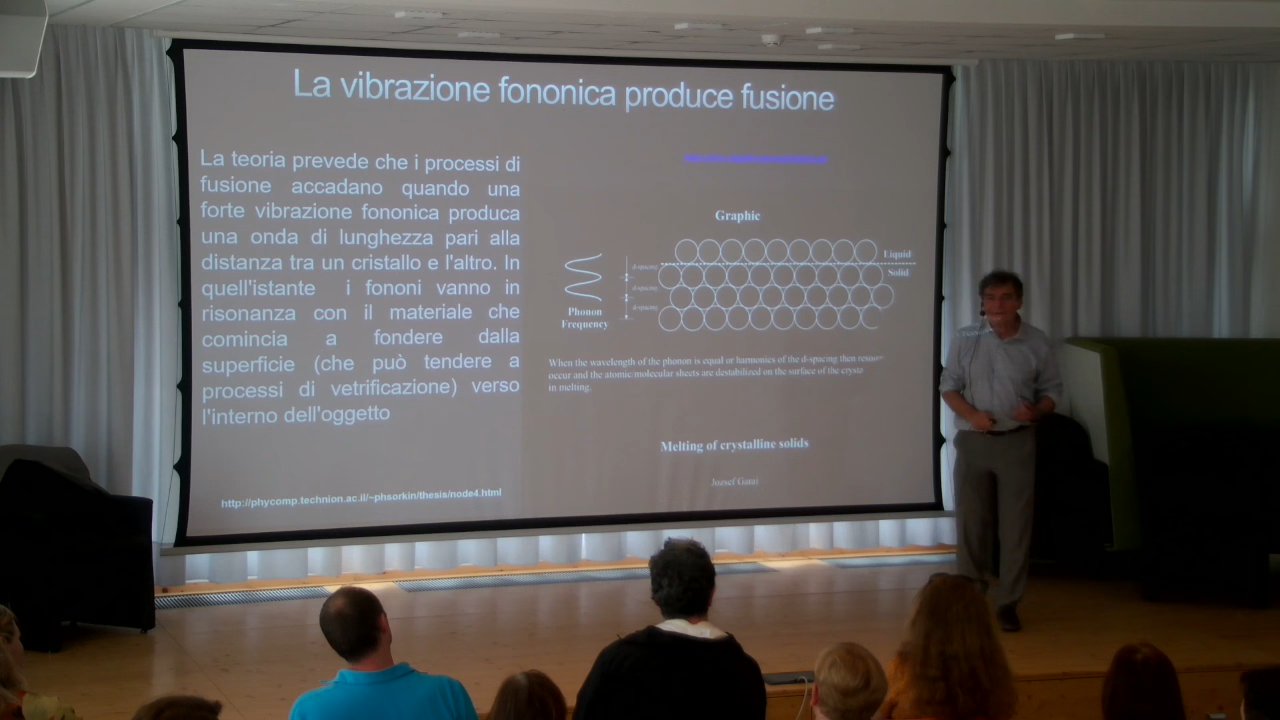 La vibrazione fononica produce fusione
La teoria prevede che i processi di
fusione accadano quando una
forte vibrazione fononica produca
una onda di lunghezza pari alla
distanza tra un cristallo e l'altro. In
quell'istante i fononi vanno in
risonanza con il materiale che
comincia a fondere dalla
superficie (che può tendere a
processi di vetrificazione) verso
l'interno dell'oggetto
http://phycomp.technion.ac.il/~phsorkin/thesis/node4.html
Graphic
Liquid
Solid
d-spacing
d-spacing
d-spacing
Phonon
Frequency
When the wavelength of the phonon is equal or harmonics of the d-spacing then
occur and the atomic/molecular sheets are destabilized on the surface of the
in melting.
Melting of crystalline solids
Jozsef Garai